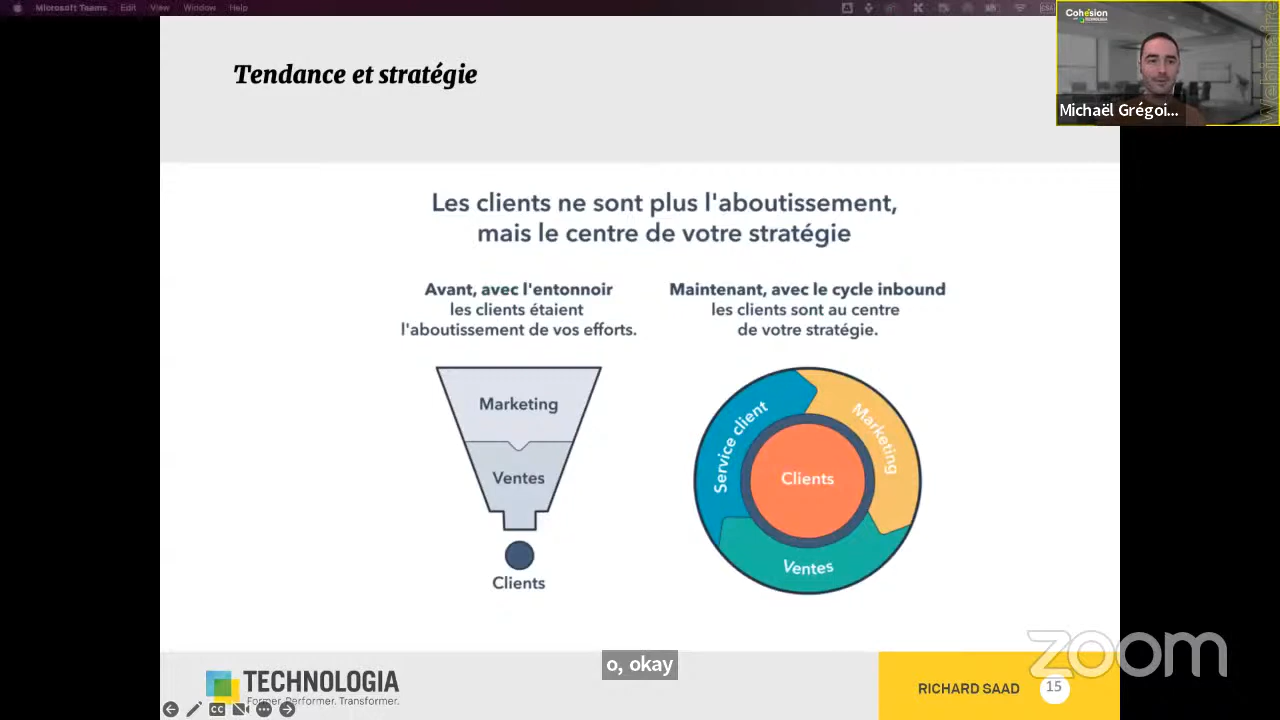 Microsoft Teams Edit View Window Help
Cohésion
TECHNOLOGIA
Webinaire
Michaël Grégoi...
Tendance et stratégie
Les clients ne sont plus l'aboutissement,
mais le centre de votre stratégie
Avant, avec l'entonnoir
les clients étaient
l'aboutissement de vos efforts.
Marketing
Ventes
Clients
Maintenant, avec le cycle inbound
les clients sont au centre
de votre stratégie.
Service client
Marketing
Clients
Ventes
o, okay
zoom
TECHNOLOGIA
Former. Performer. Transformer.
CC
RICHARD SAAD
15